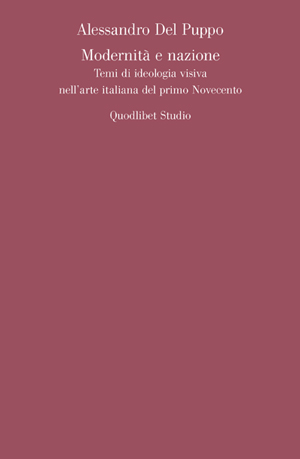 Alessandro Del Puppo
Modernità e nazione
Temi di ideologia visiva
nell'arte italiana del primo Novecento
Quodlibet Studio